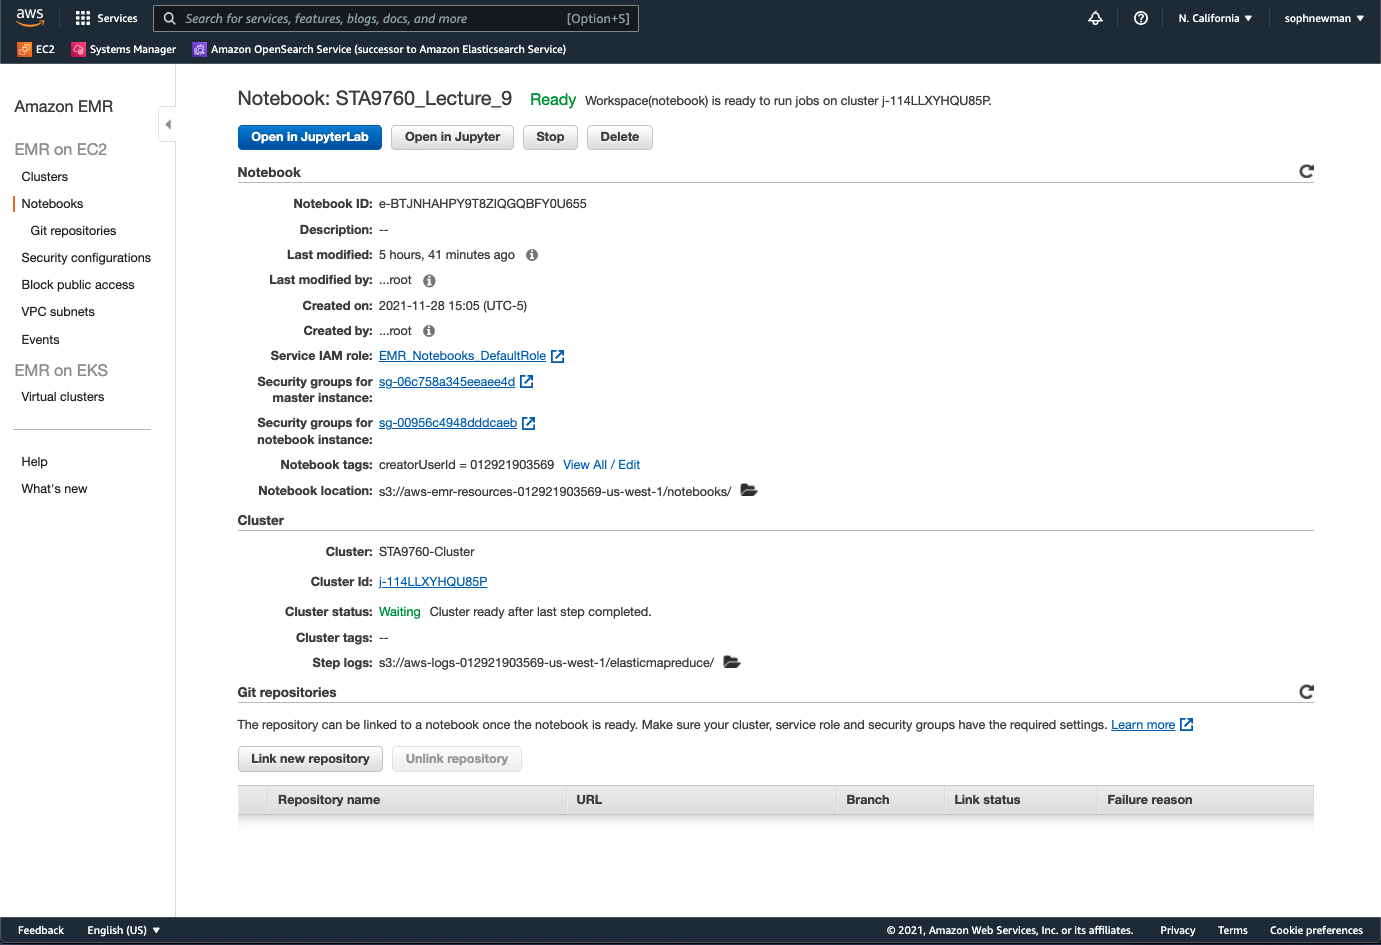 aws Services Search for services, features, blogs, docs, and more [Option+S] N. California ▼ sophnewman ▼
EC2 Systems Manager Amazon OpenSearch Service (successor to Amazon Elasticsearch Service)
Amazon EMR
EMR on EC2
Clusters
Notebooks
Git repositories
Security configurations
Block public access
VPC subnets
Events
EMR on EKS
Virtual clusters
Help
What's new
Notebook: STA9760_Lecture_9 Ready Workspace(notebook) is ready to run jobs on cluster j-114LLXYHQU85P.
Open in JupyterLab Open in Jupyter Stop Delete
Notebook
Notebook ID: e-BTJNHAHPY9T8ZIQGQBFY0U655
Description: --
Last modified: 5 hours, 41 minutes ago
Last modified by: ...root
Created on: 2021-11-28 15:05 (UTC-5)
Created by: ...root
Service IAM role: EMR_Notebooks_DefaultRole
Security groups for master instance: sg-06c758a345eeaee4d
Security groups for notebook instance: sg-00956c4948dddcaeb
Notebook tags: creatorUserId = 012921903569 View All / Edit
Notebook location: s3://aws-emr-resources-012921903569-us-west-1/notebooks/
Cluster
Cluster: STA9760-Cluster
Cluster Id: j-114LLXYHQU85P
Cluster status: Waiting Cluster ready after last step completed.
Cluster tags: --
Step logs: s3://aws-logs-012921903569-us-west-1/elasticmapreduce/
Git repositories
The repository can be linked to a notebook once the notebook is ready. Make sure your cluster, service role and security groups have the required settings. Learn more
Link new repository Unlink repository
Repository name URL Branch Link status Failure reason
Feedback English (US) ▼ © 2021, Amazon Web Services, Inc. or its affiliates. Privacy Terms Cookie preferences